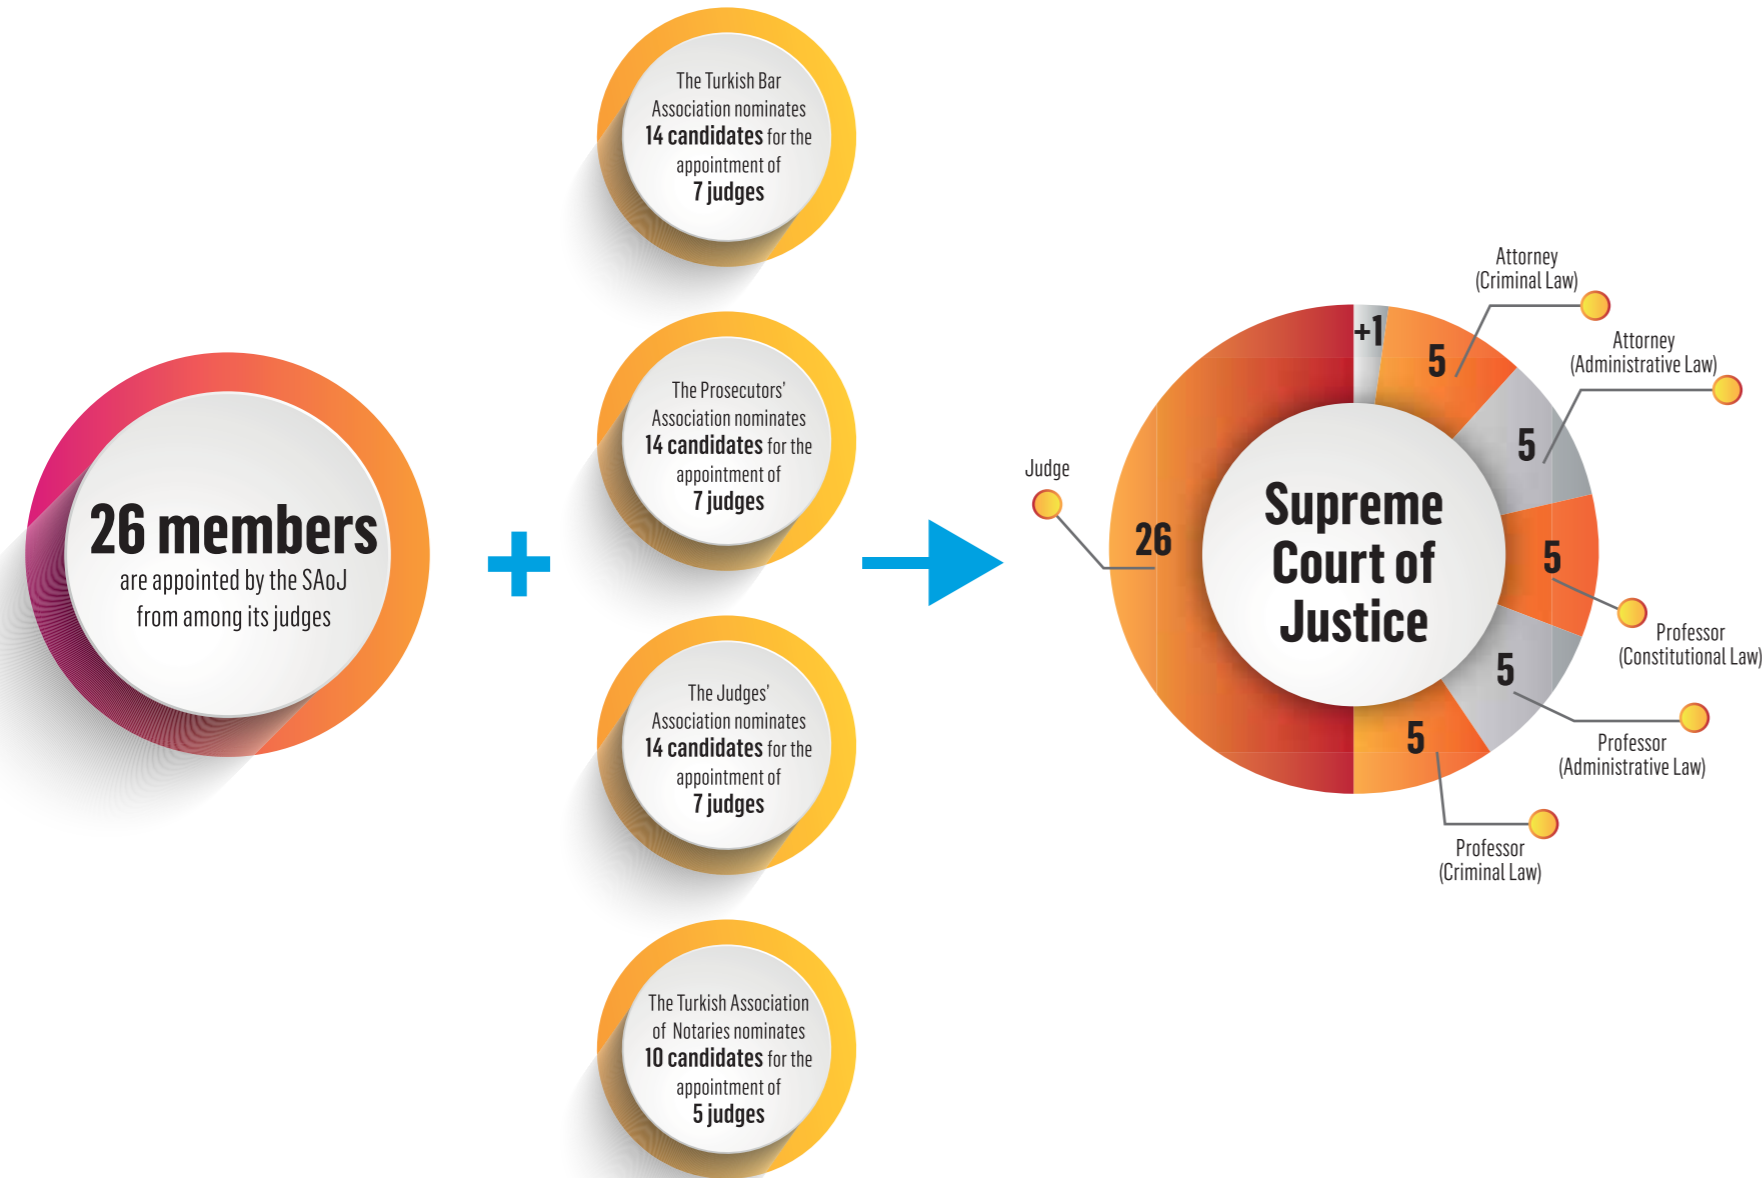 26 members
are appointed by the SAoJ
from among its judges
The Turkish Bar
Association nominates
14 candidates for the
appointment of
7 judges
The Prosecutors'
Association nominates
14 candidates for the
appointment of
7 judges
The Judges'
Association nominates
14 candidates for the
appointment of
7 judges
The Turkish Association
of Notaries nominates
10 candidates for the
appointment of
5 judges
Supreme
Court of
Justice
Judge
26
+1
Attorney
(Criminal Law)
5
Attorney
(Administrative Law)
5
Professor
(Constitutional Law)
5
Professor
(Administrative Law)
5
Professor
(Criminal Law)
5